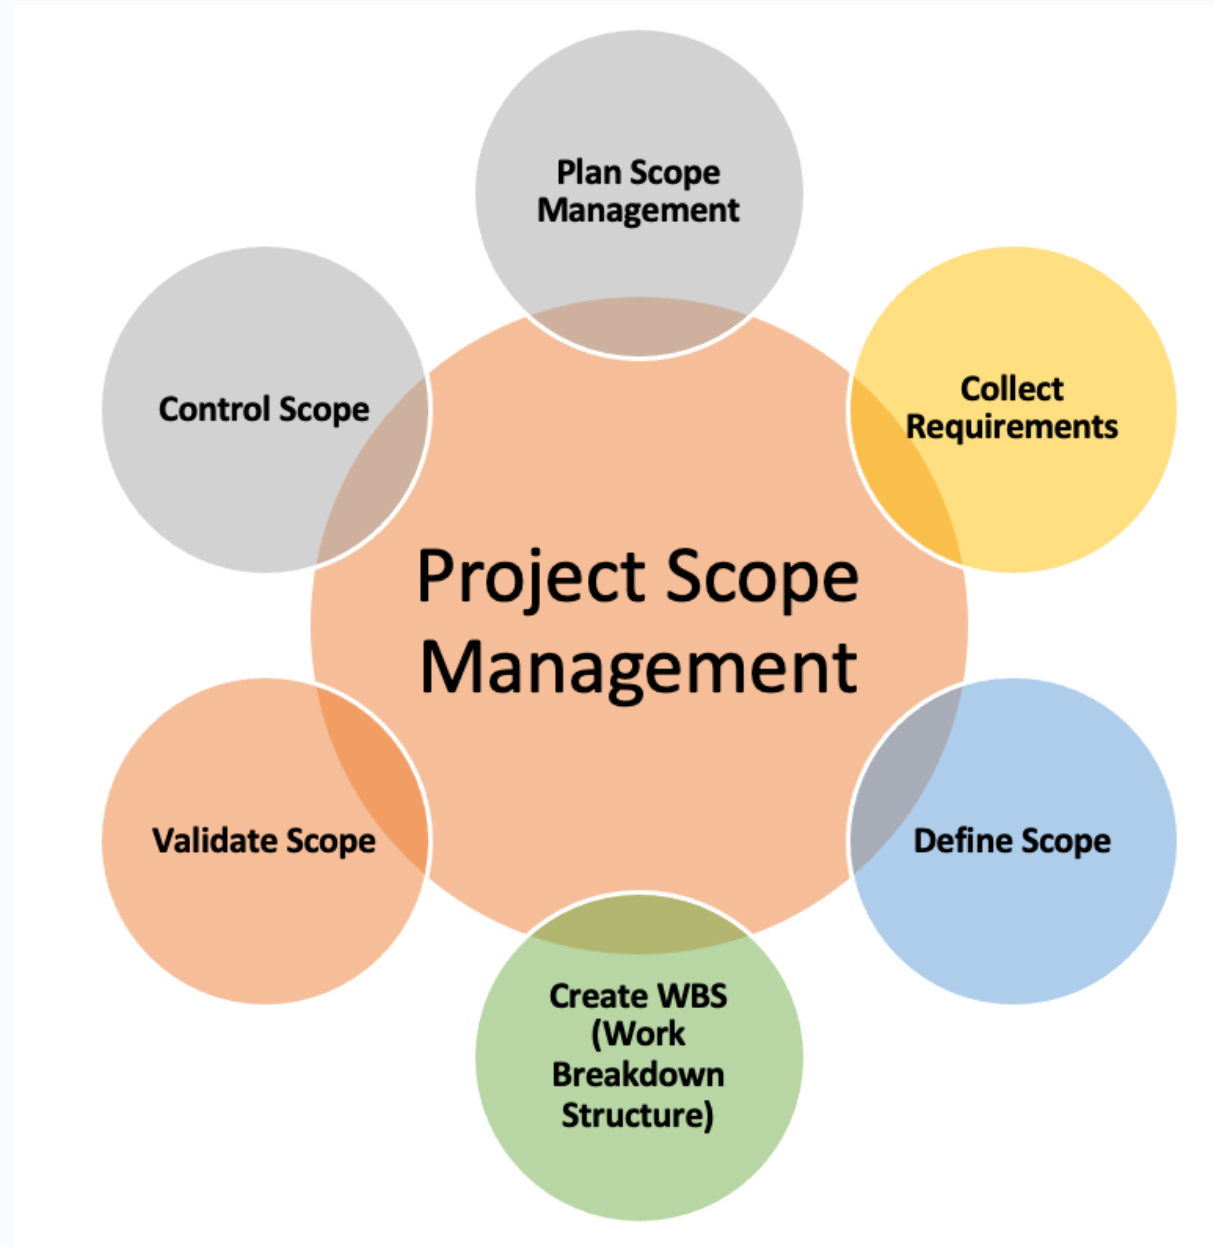 Plan Scope
Management
Collect
Requirements
Define Scope
Create WBS
(Work
Breakdown
Structure)
Validate Scope
Control Scope
Project Scope
Management